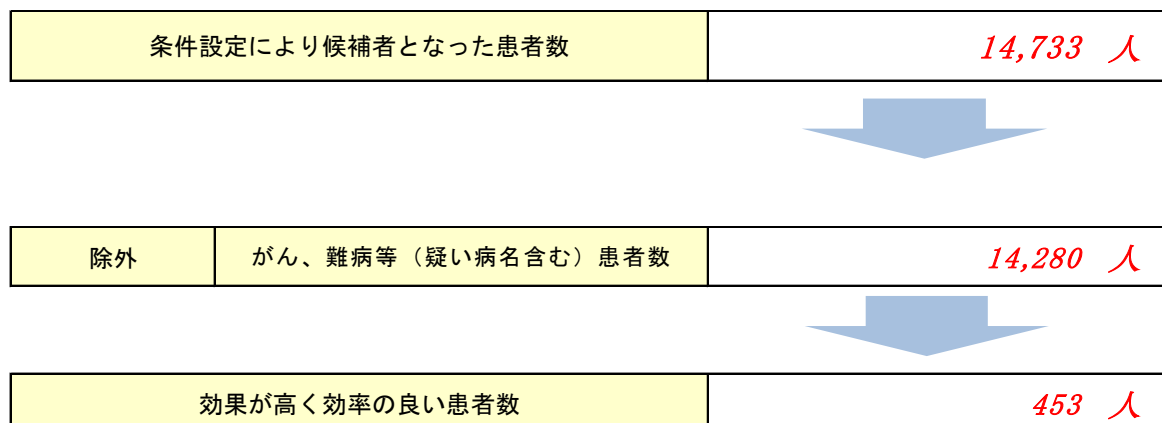 条件設定により候補者となった患者数 14,733 人
除外 がん、難病等（疑い病名含む）患者数 14,280 人
効果が高く効率の良い患者数 453 人